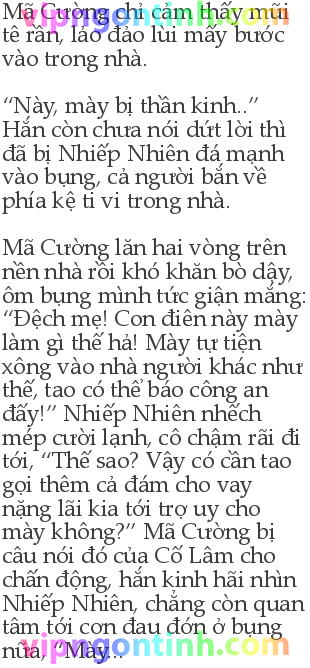 Mã Cường chỉ cảm thấy mũi
vipngontinh.com
tê rần, lảo đảo lùi mấy bước
vào trong nhà.
“Này, mày bị thần kinh..”
Hắn còn chưa nói dứt lời thì
đã bị Nhiếp Nhiên đá mạnh
vào bụng, cả người bắn về
phía kệ ti vi trong nhà.
Mã Cường lăn hai vòng trên
nền nhà rồi khó khăn bò dậy,
ôm bụng mình tức giận mắng:
“Đệch mẹ! Con điên này mày
làm gì thế hả! Mày tự tiện
xông vào nhà người khác như
thế, tao có thể báo công an
đấy!” Nhiếp Nhiên nhếch
mép cười lạnh, cô chậm rãi đi
tới, “Thế sao? Vậy có cần tao
gọi thêm cả đám cho vay
nặng lãi kia tới trợ uy cho
mày không?” Mã Cường bị
câu nói đó của Cố Lâm cho
chấn động, hắn kinh hãi nhìn
Nhiếp Nhiên, chẳng còn quan
tâm tới cơn đau đớn ở bụng
nữa, “Mày...
vipngontinh.com